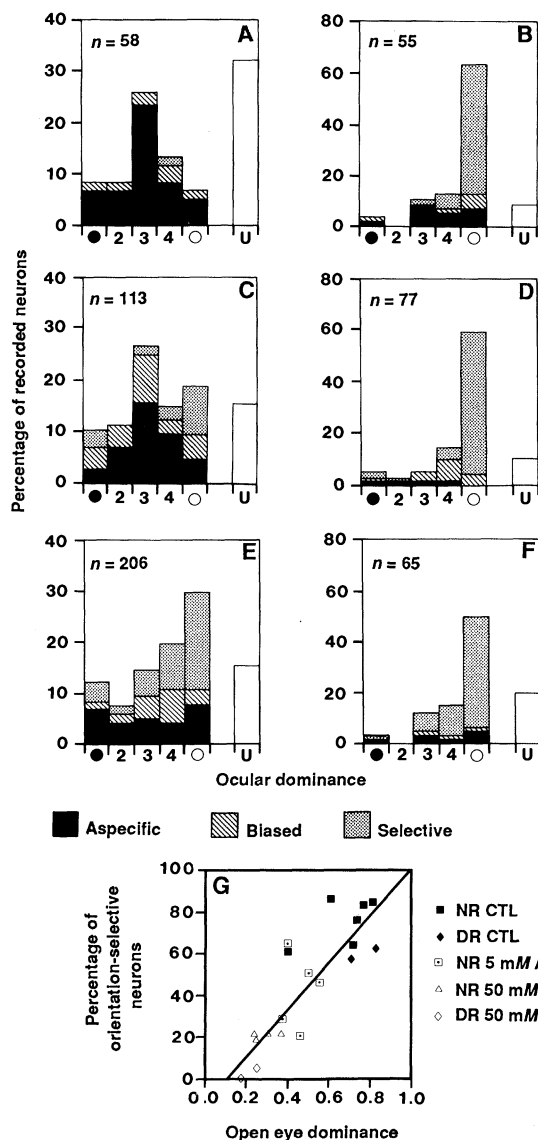 Percentage of recorded neurons
40
30
20
10
0
n = 58
A
● 2 3 4 ○ U
80
60
40
20
0
n = 55
B
● 2 3 4 ○ U
40
30
20
10
0
n = 113
C
● 2 3 4 ○ U
80
60
40
20
0
n = 77
D
● 2 3 4 ○ U
40
30
20
10
0
n = 206
E
● 2 3 4 ○ U
80
60
40
20
0
n = 65
F
● 2 3 4 ○ U
Ocular dominance
Aspecific
Biased
Selective
Percentage of
orientation-selective
neurons
100
80
60
40
20
0
G
0.0 0.2 0.4 0.6 0.8 1.0
Open eye dominance
■ NR CTL
◆ DR CTL
NR 5 mM
△ NR 50 mM
◇ DR 50 mM